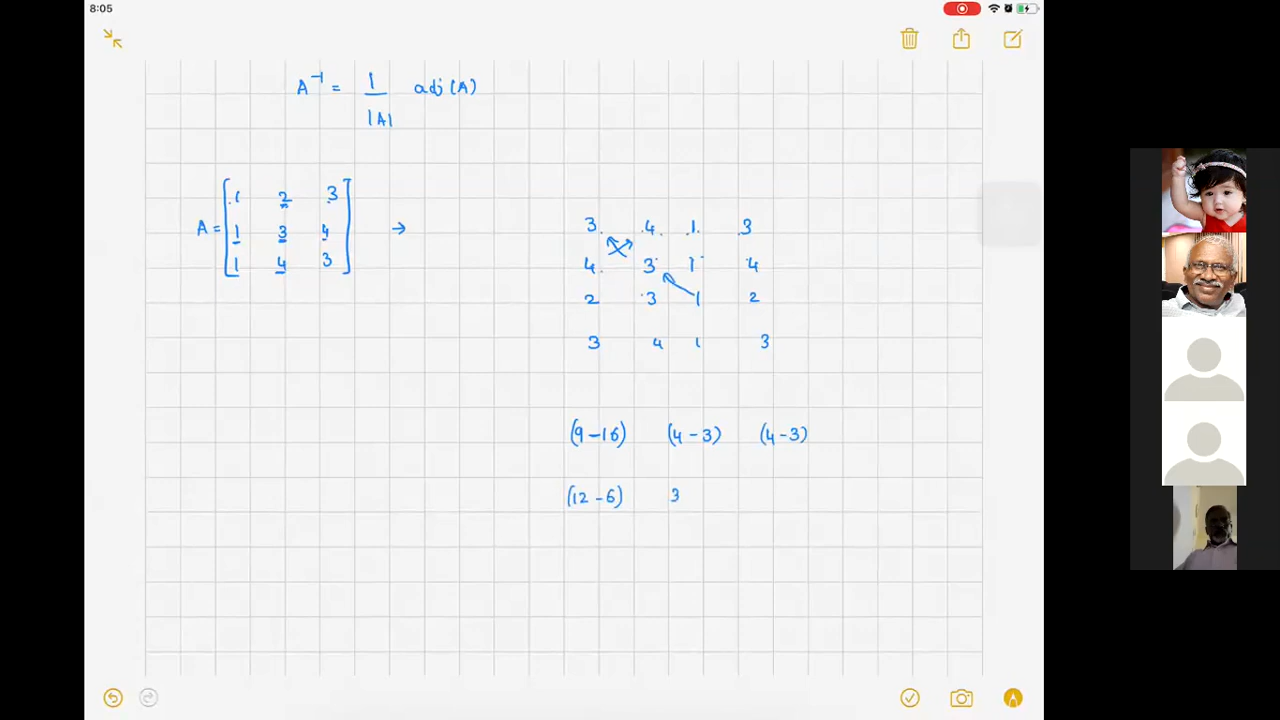 8:05
A⁻¹ = 1/|A| adj (A)
A = [1 2 3
1 3 4
1 4 3] →
3 4 1 3
4 3 1 4
2 3 1 2
3 4 1 3
(9-16) (4-3) (4-3)
(12-6) 3